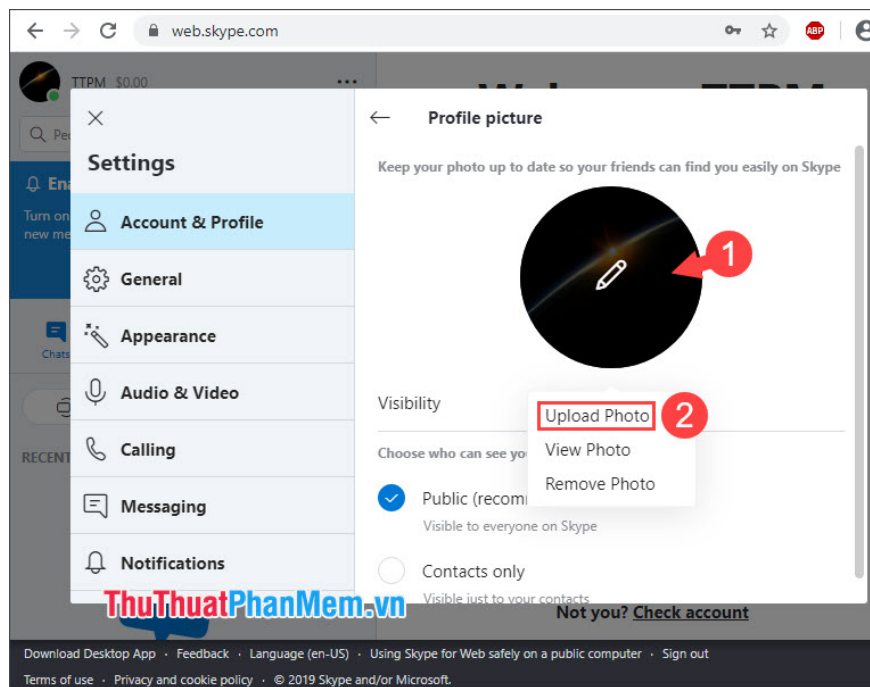 web.skype.com
ABP
TTPM $0.00
Settings
Account & Profile
General
Appearance
Audio & Video
Calling
Messaging
Notifications
Turn on
new me
Chats
RECENT
Profile picture
Keep your photo up to date so your friends can find you easily on Skype
1
Visibility
Upload Photo
2
View Photo
Remove Photo
Choose who can see yo
Public (recom
Visible to everyone on Skype
Contacts only
Visible just to your contacts
ThuThuatPhanMem.vn
Not you? Check account
Download Desktop App · Feedback · Language (en-US) · Using Skype for Web safely on a public computer · Sign out
Terms of use · Privacy and cookie policy · © 2019 Skype and/or Microsoft.